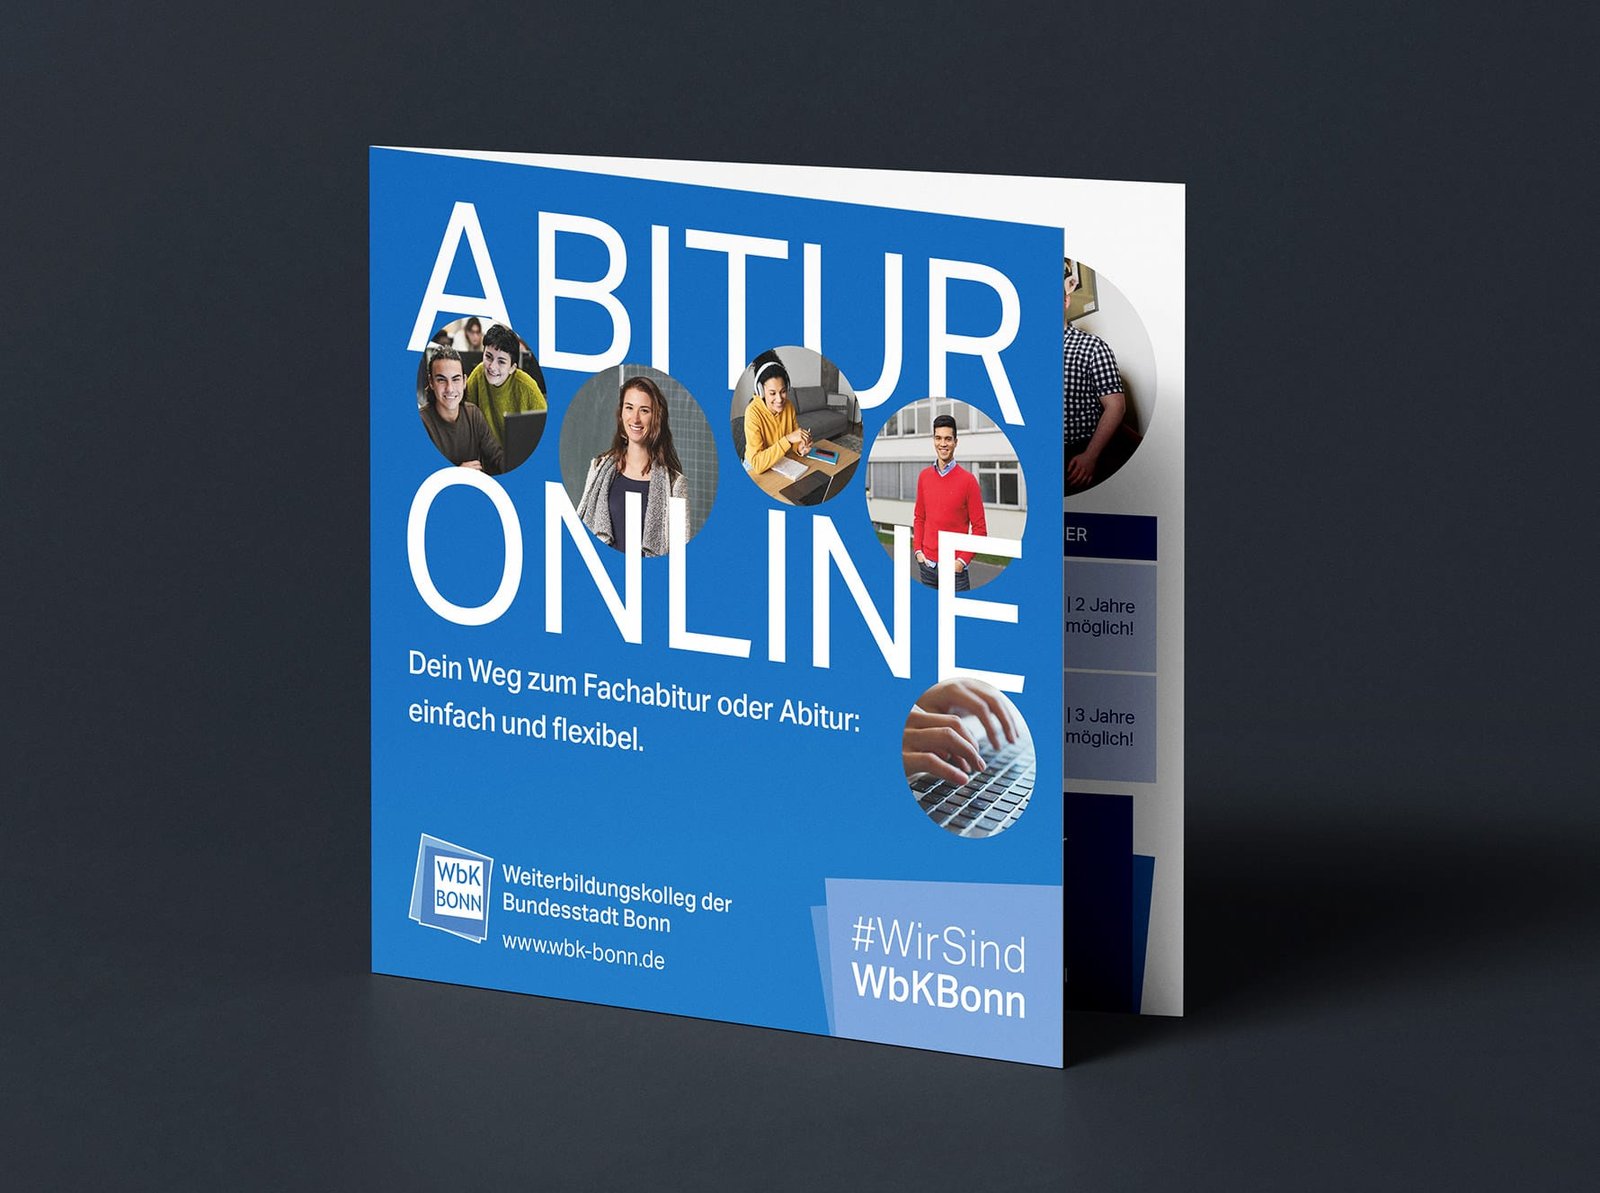 ABITUR
ONLINE
Dein Weg zum Fachabitur oder Abitur:
einfach und flexibel.
WbK
BONN
Weiterbildungskolleg der
Bundesstadt Bonn
www.wbk-bonn.de
#WirSind
WbKBonn
ER
| 2 Jahre
möglich!
| 3 Jahre
möglich!